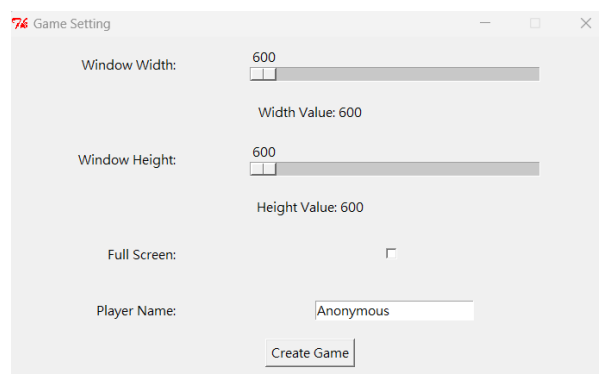 Game Setting
Window Width:
600
Width Value: 600
Window Height:
600
Height Value: 600
Full Screen:
Player Name:
Anonymous
Create Game